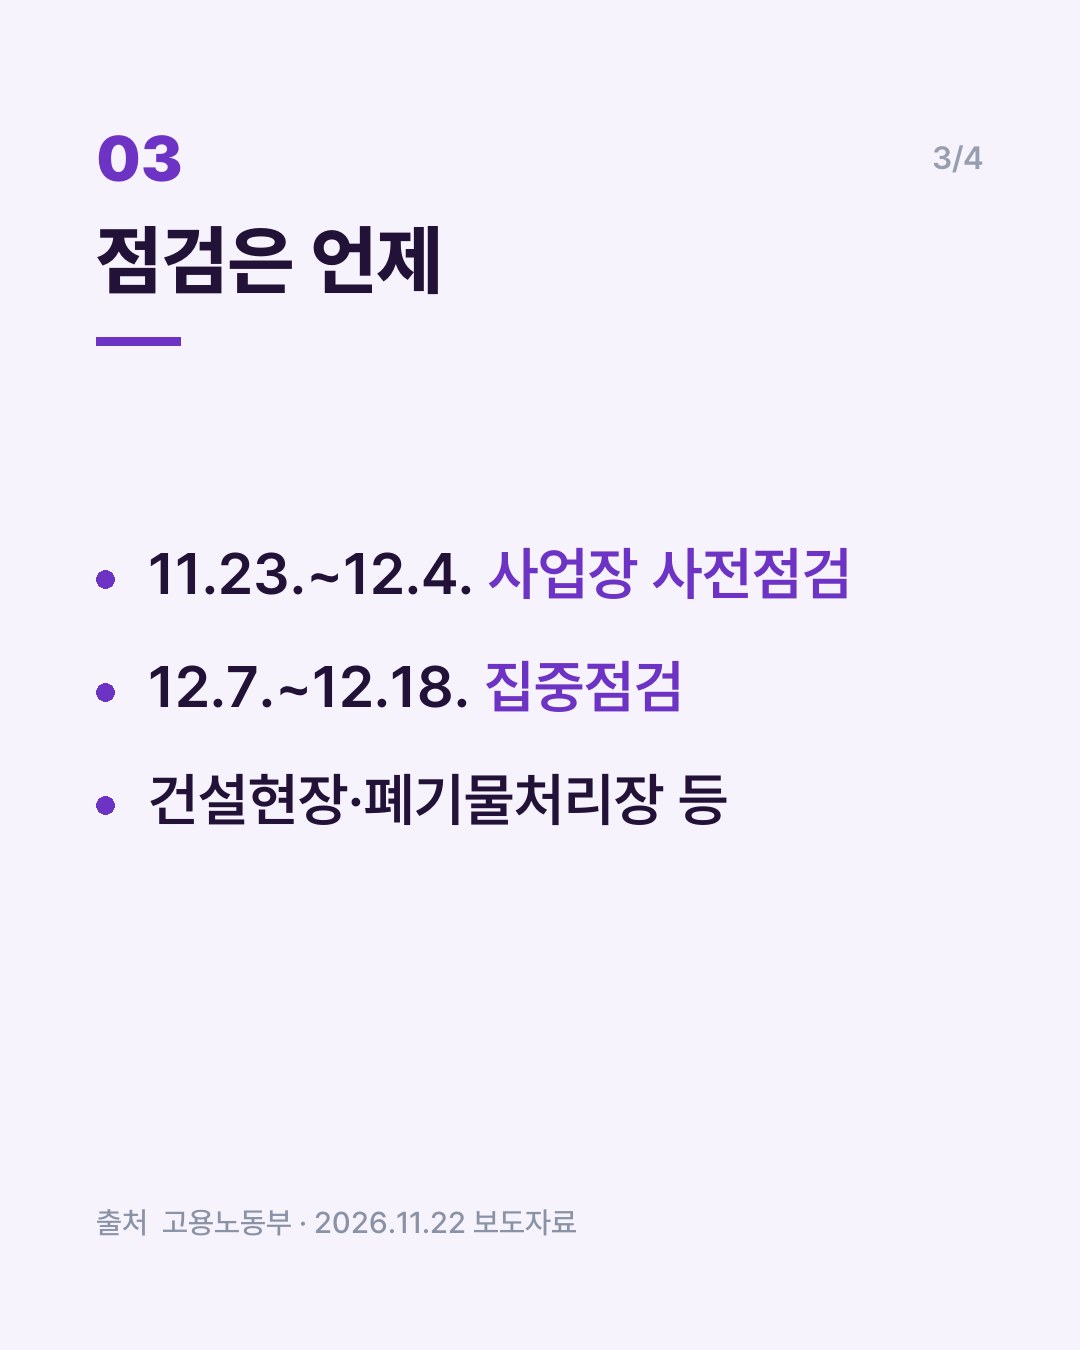 03
3/4
점검은 언제
11.23.~12.4. 사업장 사전점검
12.7.~12.18. 집중점검
건설현장·폐기물처리장 등
출처 고용노동부 · 2026.11.22 보도자료